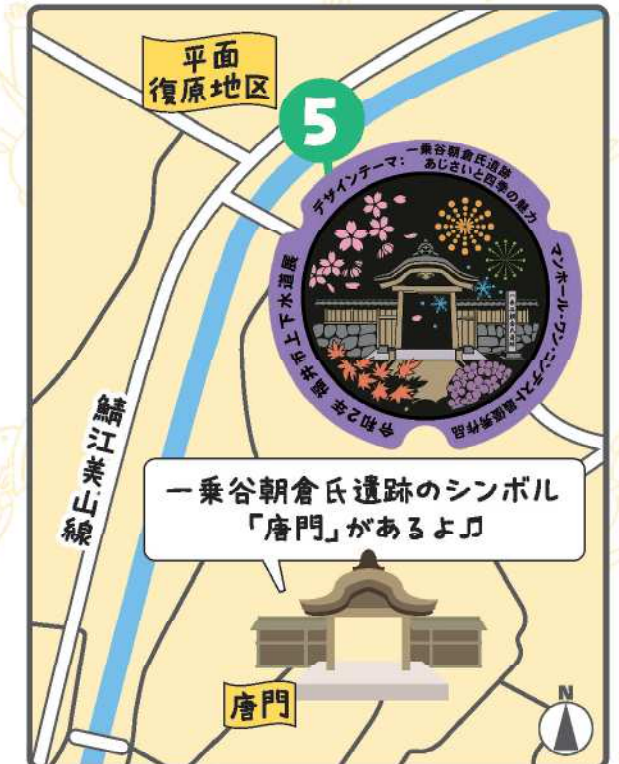 平面
復原地区
5
デザインテーマ: 一乗谷朝倉氏遺跡
あじさいと四季の魅力
マンホール・ワン・ニンテスト最優秀作品
令和2年 福井市上下水道展
鯖江美山線
一乗谷朝倉氏遺跡のシンボル
「唐門」があるよ♫
唐門
N